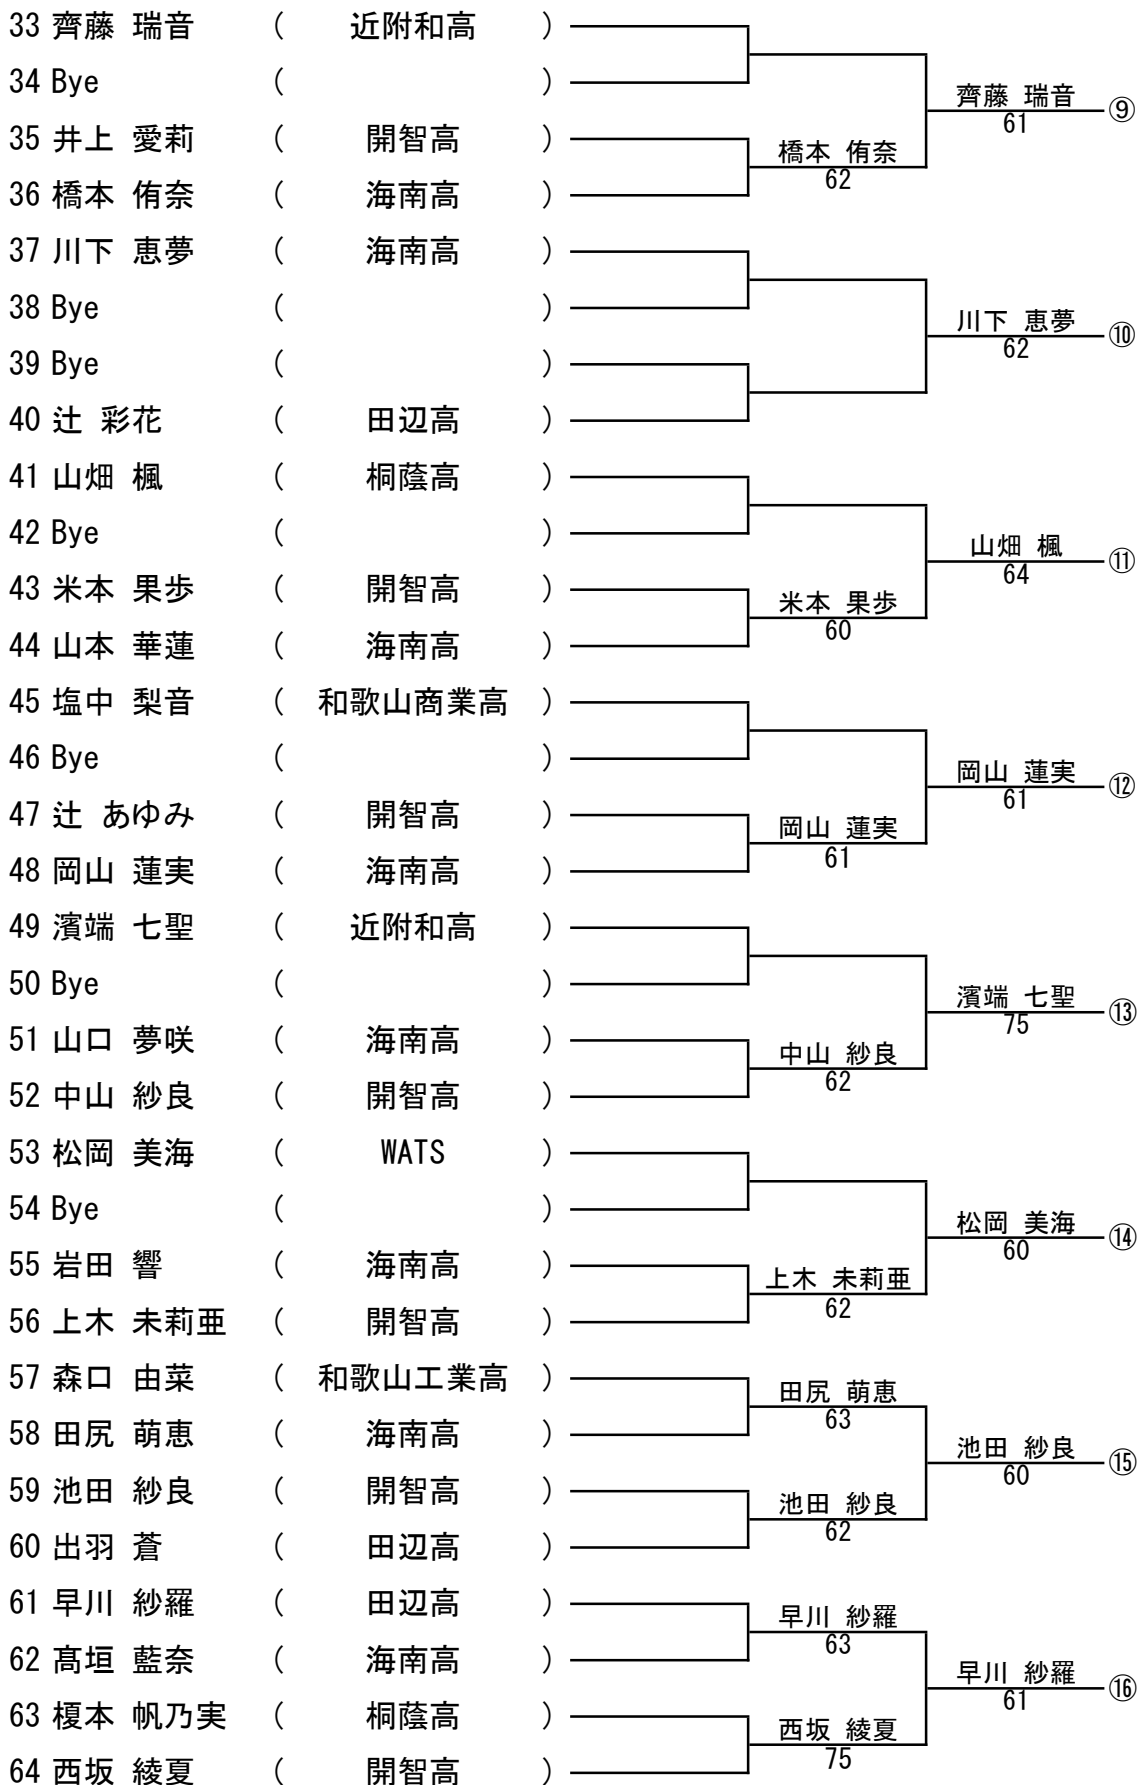 33 齊藤 瑞音 ( 近附和高 )
34 Bye ( )
齊藤 瑞音 ⑨
61
35 井上 愛莉 ( 開智高 )
橋本 侑奈
62
36 橋本 侑奈 ( 海南高 )
37 川下 恵夢 ( 海南高 )
38 Bye ( )
川下 恵夢 ⑩
62
39 Bye ( )
40 辻 彩花 ( 田辺高 )
41 山畑 楓 ( 桐蔭高 )
42 Bye ( )
山畑 楓 ⑪
64
43 米本 果歩 ( 開智高 )
米本 果歩
60
44 山本 華蓮 ( 海南高 )
45 塩中 梨音 ( 和歌山商業高 )
46 Bye ( )
岡山 蓮実 ⑫
61
47 辻 あゆみ ( 開智高 )
岡山 蓮実
61
48 岡山 蓮実 ( 海南高 )
49 濱端 七聖 ( 近附和高 )
50 Bye ( )
濱端 七聖 ⑬
75
51 山口 夢咲 ( 海南高 )
中山 紗良
62
52 中山 紗良 ( 開智高 )
53 松岡 美海 ( WATS )
54 Bye ( )
松岡 美海 ⑭
60
55 岩田 響 ( 海南高 )
上木 未莉亜
62
56 上木 未莉亜 ( 開智高 )
57 森口 由菜 ( 和歌山工業高 )
田尻 萌恵
63
58 田尻 萌恵 ( 海南高 )
池田 紗良 ⑮
60
59 池田 紗良 ( 開智高 )
池田 紗良
62
60 出羽 蒼 ( 田辺高 )
61 早川 紗羅 ( 田辺高 )
早川 紗羅
63
62 髙垣 藍奈 ( 海南高 )
早川 紗羅 ⑯
61
63 榎本 帆乃実 ( 桐蔭高 )
西坂 綾夏
75
64 西坂 綾夏 ( 開智高 )